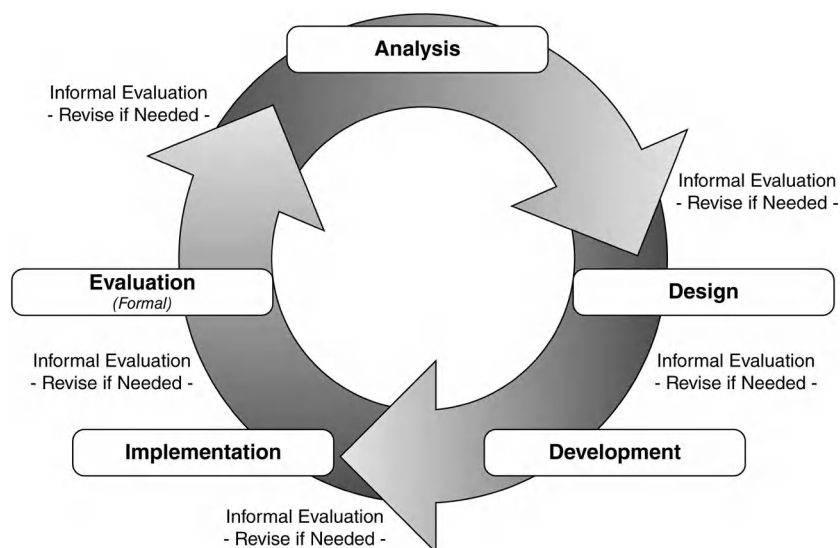 Analysis
Informal Evaluation
- Revise if Needed -
Informal Evaluation
- Revise if Needed -
Evaluation
(Formal)
Design
Informal Evaluation
- Revise if Needed -
Informal Evaluation
- Revise if Needed -
Implementation
Development
Informal Evaluation
- Revise if Needed -